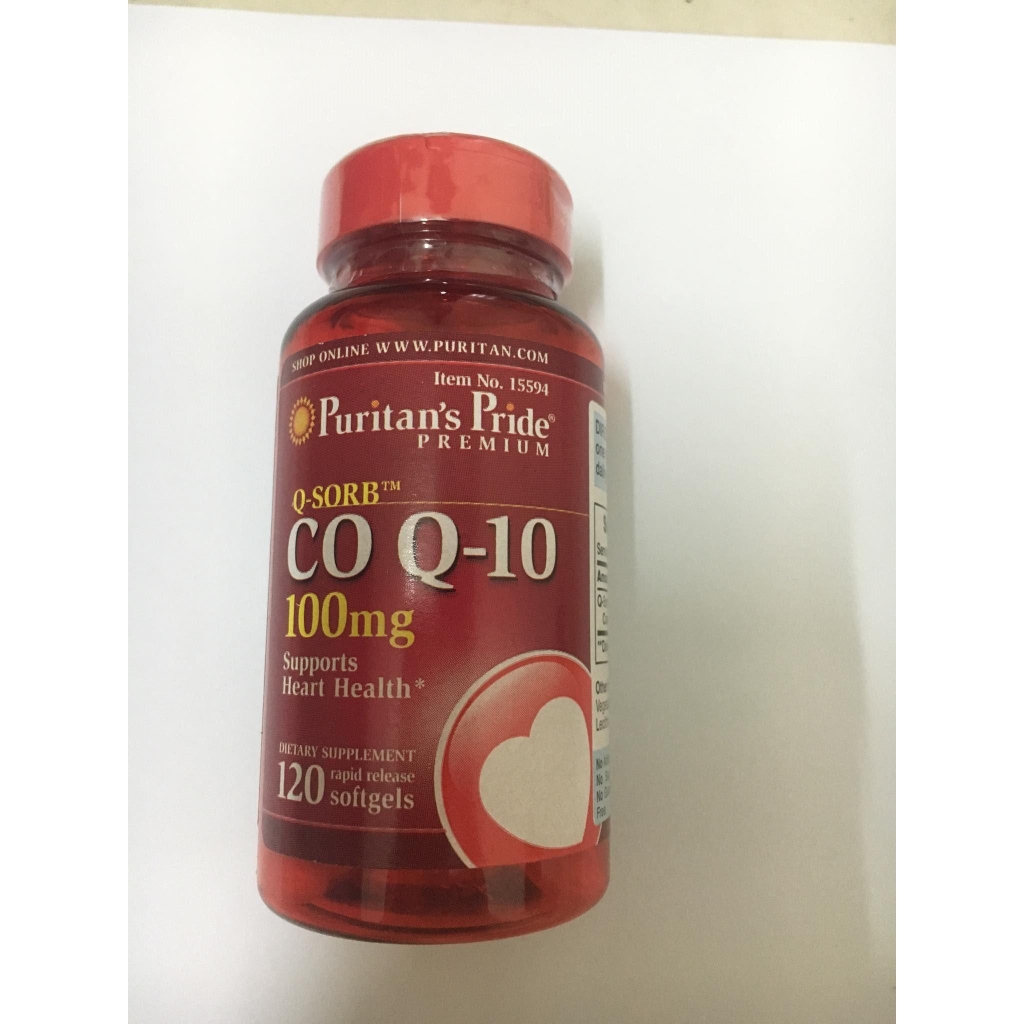 SHOP ONLINE WWW.PURITAN.COM
Item No. 15594
Puritan's Pride®
PREMIUM
Q-SORB™
CO Q-10
100mg
Supports
Heart Health*
DIETARY SUPPLEMENT
120 rapid release
softgels
one